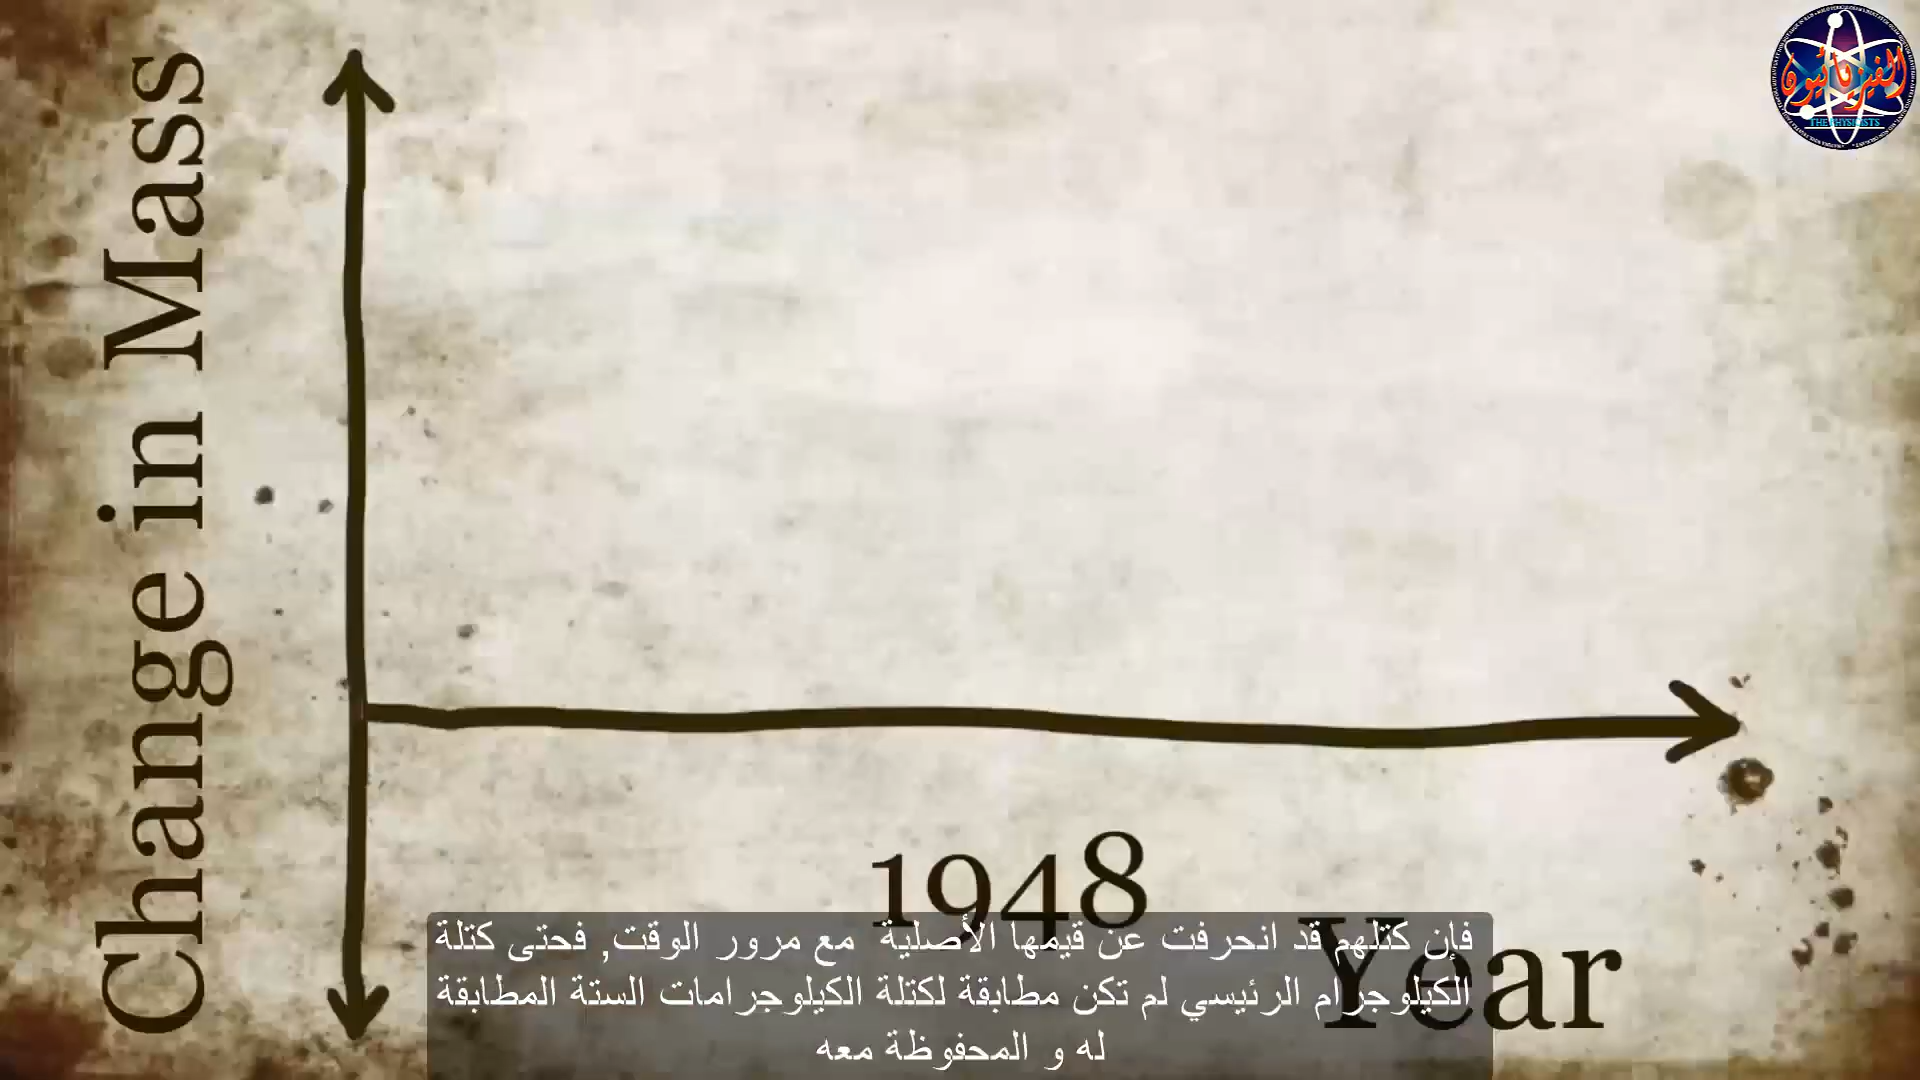 Change in Mass
الفيزيائيون
THE PHYSICISTS
1948
Year
فإن كتلهم قد انحرفت عن قيمها الأصلية مع مرور الوقت, فحتى كتلة
الكيلوجرام الرئيسي لم تكن مطابقة لكتلة الكيلوجرامات الستة المطابقة
له و المحفوظة معه